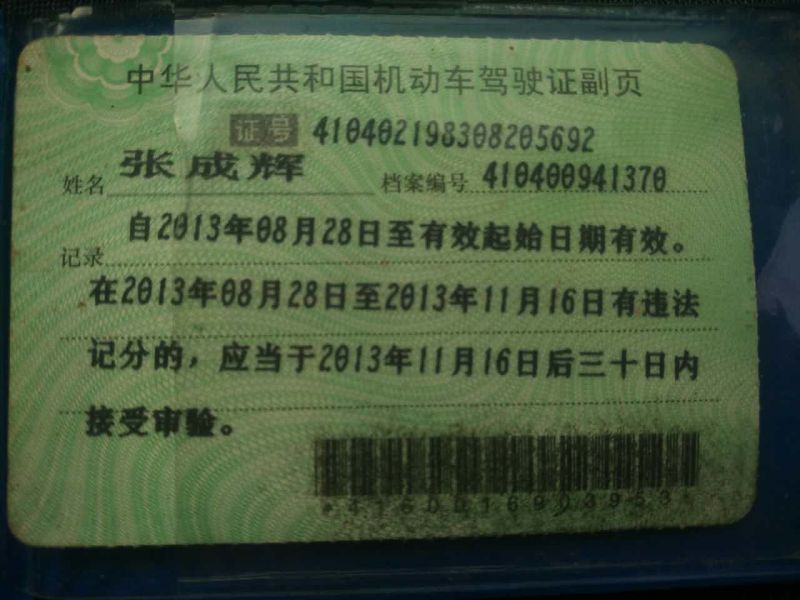 中华人民共和国机动车驾驶证副页
证号 410402198308205692
姓名 张成辉 档案编号 410400941370
记录 自2013年08月28日至有效起始日期有效。
在2013年08月28日至2013年11月16日有违法
记分的，应当于2013年11月16日后三十日内
接受审验。